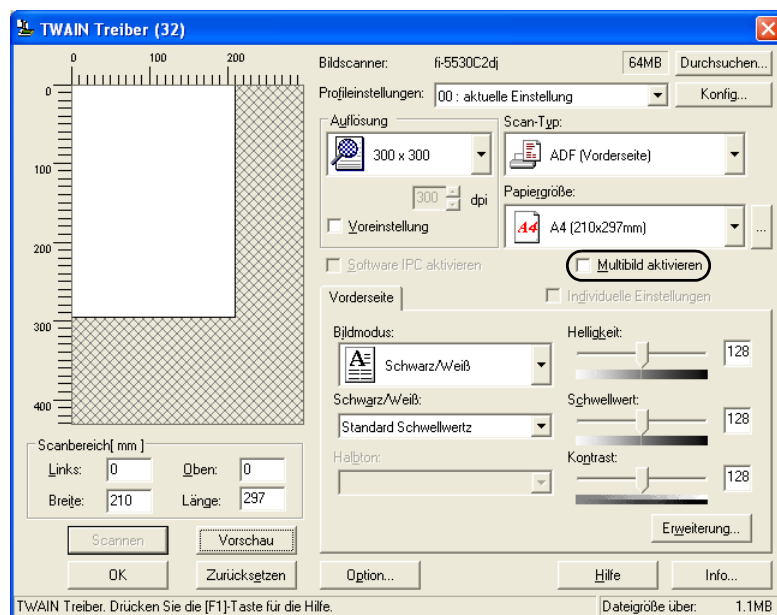 TWAIN Treiber (32)
0 100 200
0
100
200
300
400
Bildscanner: fi-5530C2dj 64MB Durchsuchen...
Profileinstellungen: 00 : aktuelle Einstellung Konfig...
Auflösung
300 x 300
300 dpi
Voreinstellung
Scan-Typ:
ADF (Vorderseite)
Papiergröße:
A4 A4 (210x297mm) ...
Software IPC aktivieren
Multibild aktivieren
Vorderseite
Individuelle Einstellungen
Bildmodus:
Schwarz/Weiß
Schwarz/Weiß:
Standard Schwellwertz
Halbton:
Helligkeit:
128
Schwellwert:
128
Kontrast:
128
Erweiterung...
Scanbereich[ mm ]
Links: 0 Oben: 0
Breite: 210 Länge: 297
Scannen Vorschau
OK Zurücksetzen Option... Hilfe Info...
TWAIN Treiber. Drücken Sie die [F1]-Taste für die Hilfe. Dateigröße über: 1.1MB